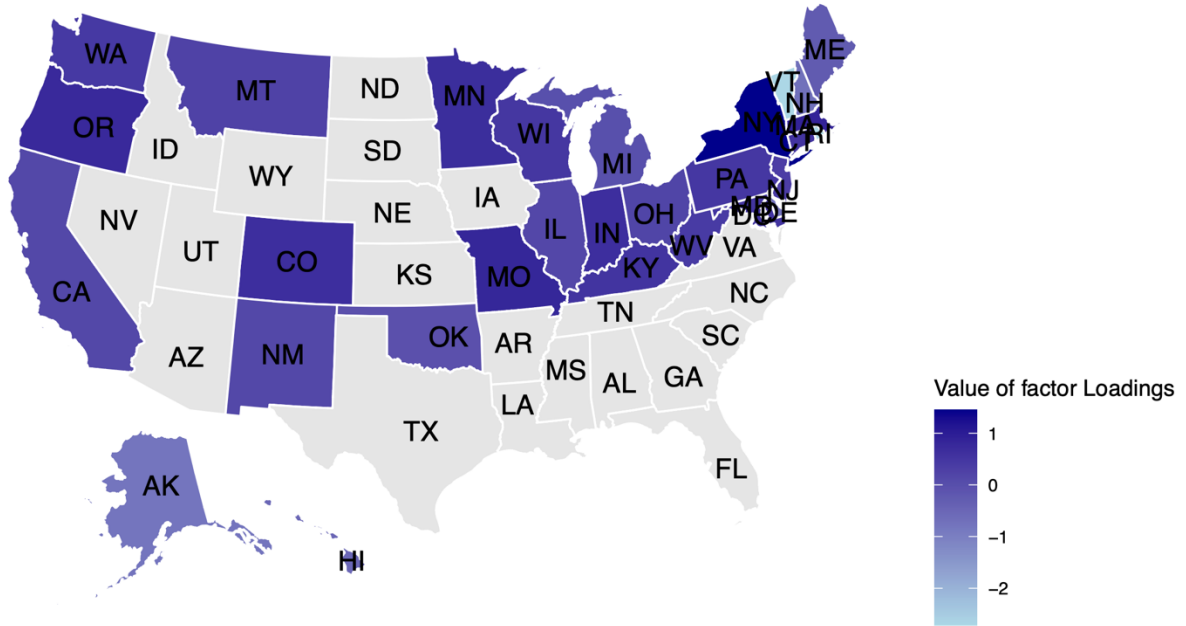 WA
MT
ND
MN
ME
VT
NH
OR
ID
SD
WI
NY
MA
RI
CT
WY
MI
IA
PA
NJ
NV
NE
OH
MD
DE
DC
UT
CO
IL
IN
WV
VA
CA
KS
MO
KY
NC
AZ
NM
OK
AR
TN
SC
MS
AL
GA
TX
LA
FL
AK
HI
Value of factor Loadings
1
0
−1
−2